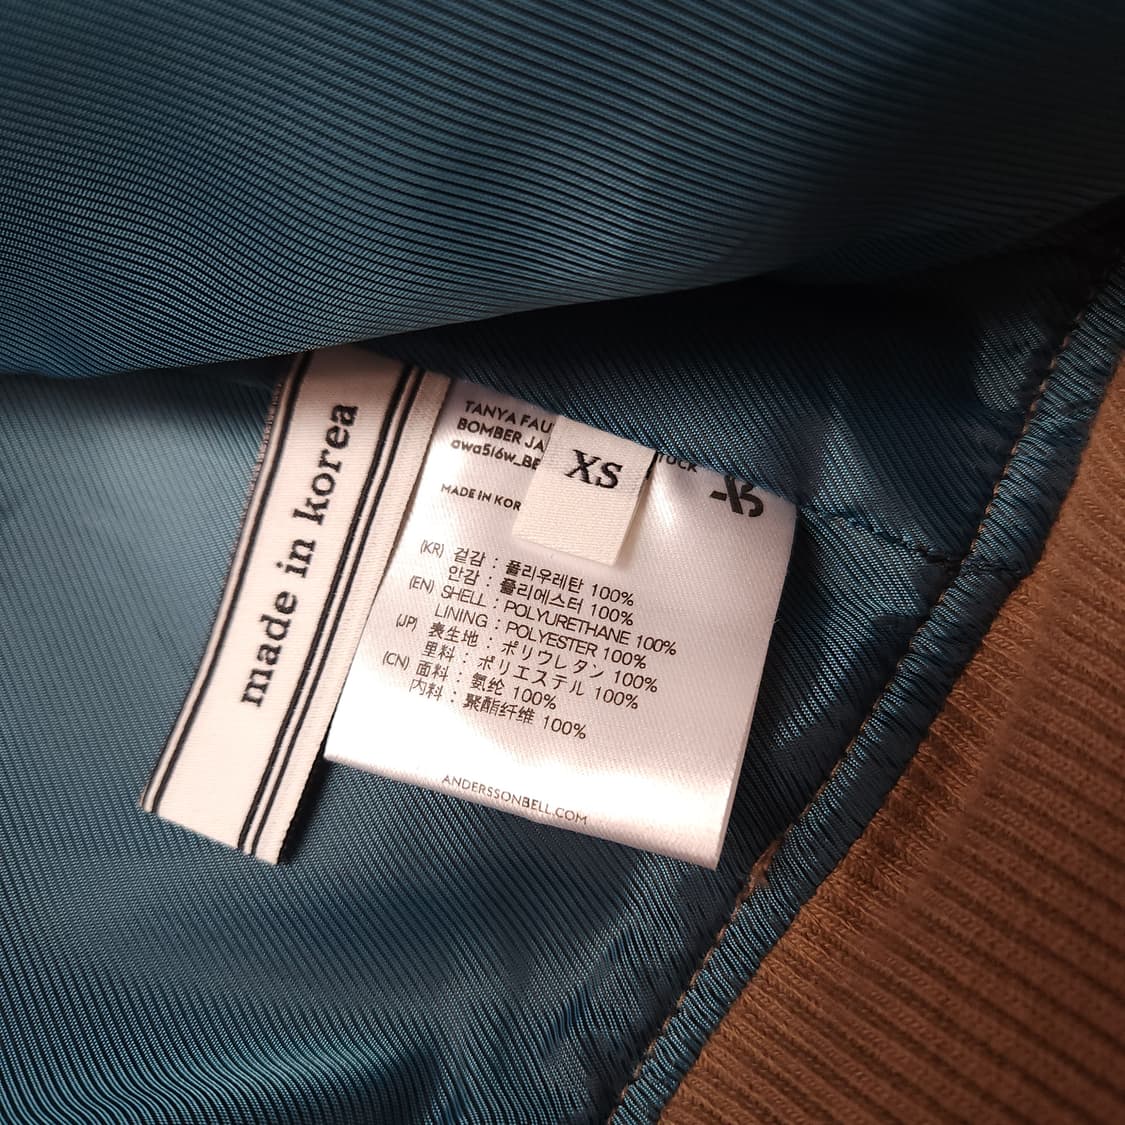 made in korea
TANYA FAU
BOMBER JA
awa516w_BE
XS
TUCK
MADE IN KOR
(KR) 겉감 : 폴리우레탄 100%
안감 : 폴리에스터 100%
(EN) SHELL : POLYURETHANE 100%
LINING : POLYESTER 100%
(JP) 表生地 : ポリウレタン 100%
里料 : ポリエステル 100%
(CN) 面料 : 氨纶 100%
内料 : 聚酯纤维 100%
ANDERSSONBELL.COM